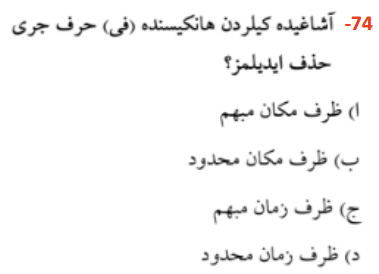 74- آشاغیده کیلردن هانکیسنده (فی) حرف جری
حذف ایدیلمز؟
ا) ظرف مکان مبهم
ب) ظرف مکان محدود
ج) ظرف زمان مبهم
د) ظرف زمان محدود